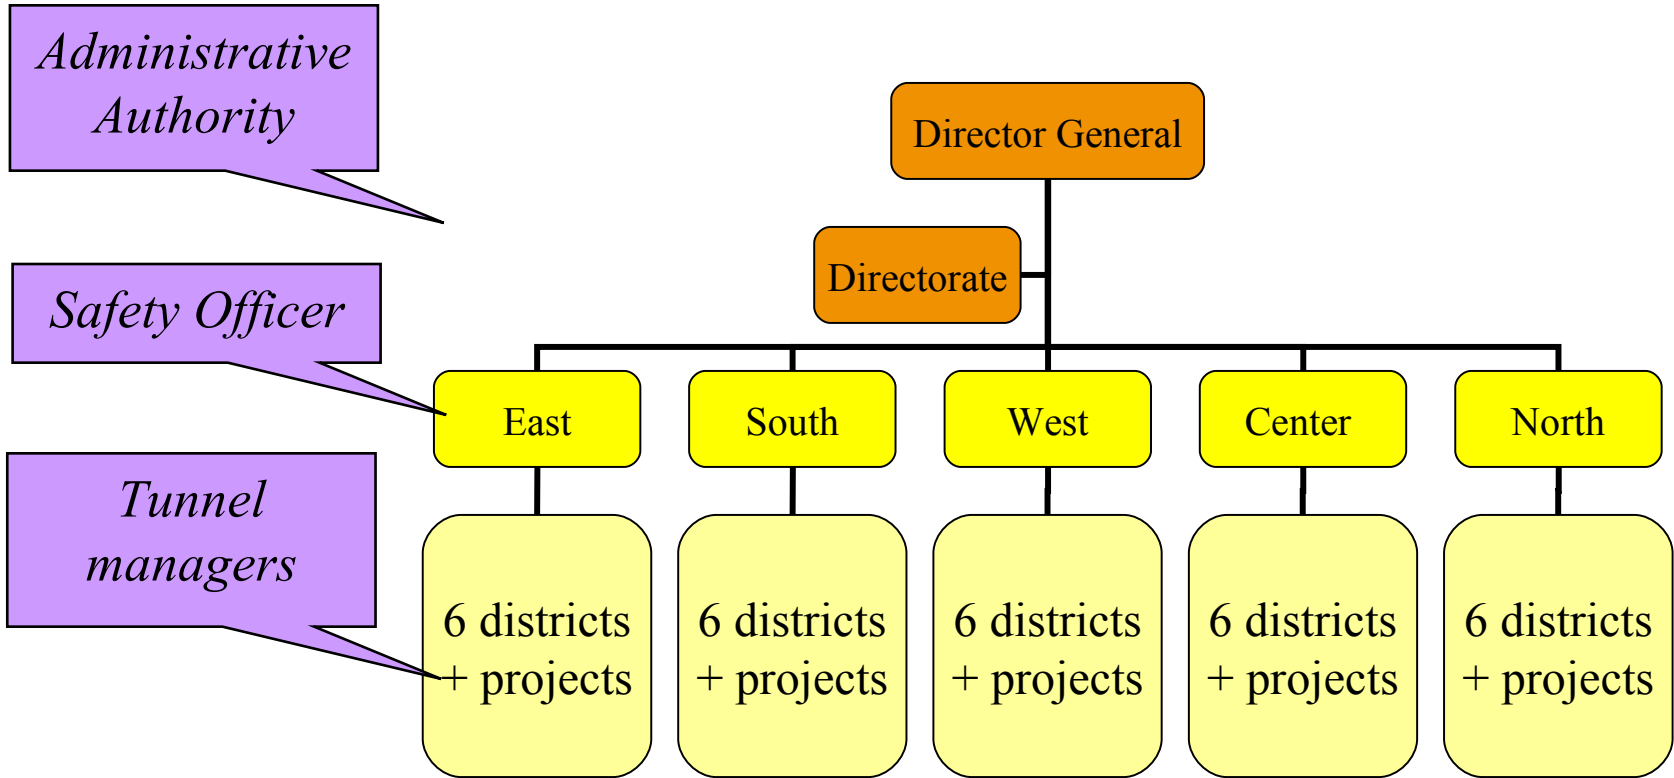 Administrative
Authority
Director General
Directorate
Safety Officer
East
South
West
Center
North
Tunnel
managers
6 districts
+ projects
6 districts
+ projects
6 districts
+ projects
6 districts
+ projects
6 districts
+ projects